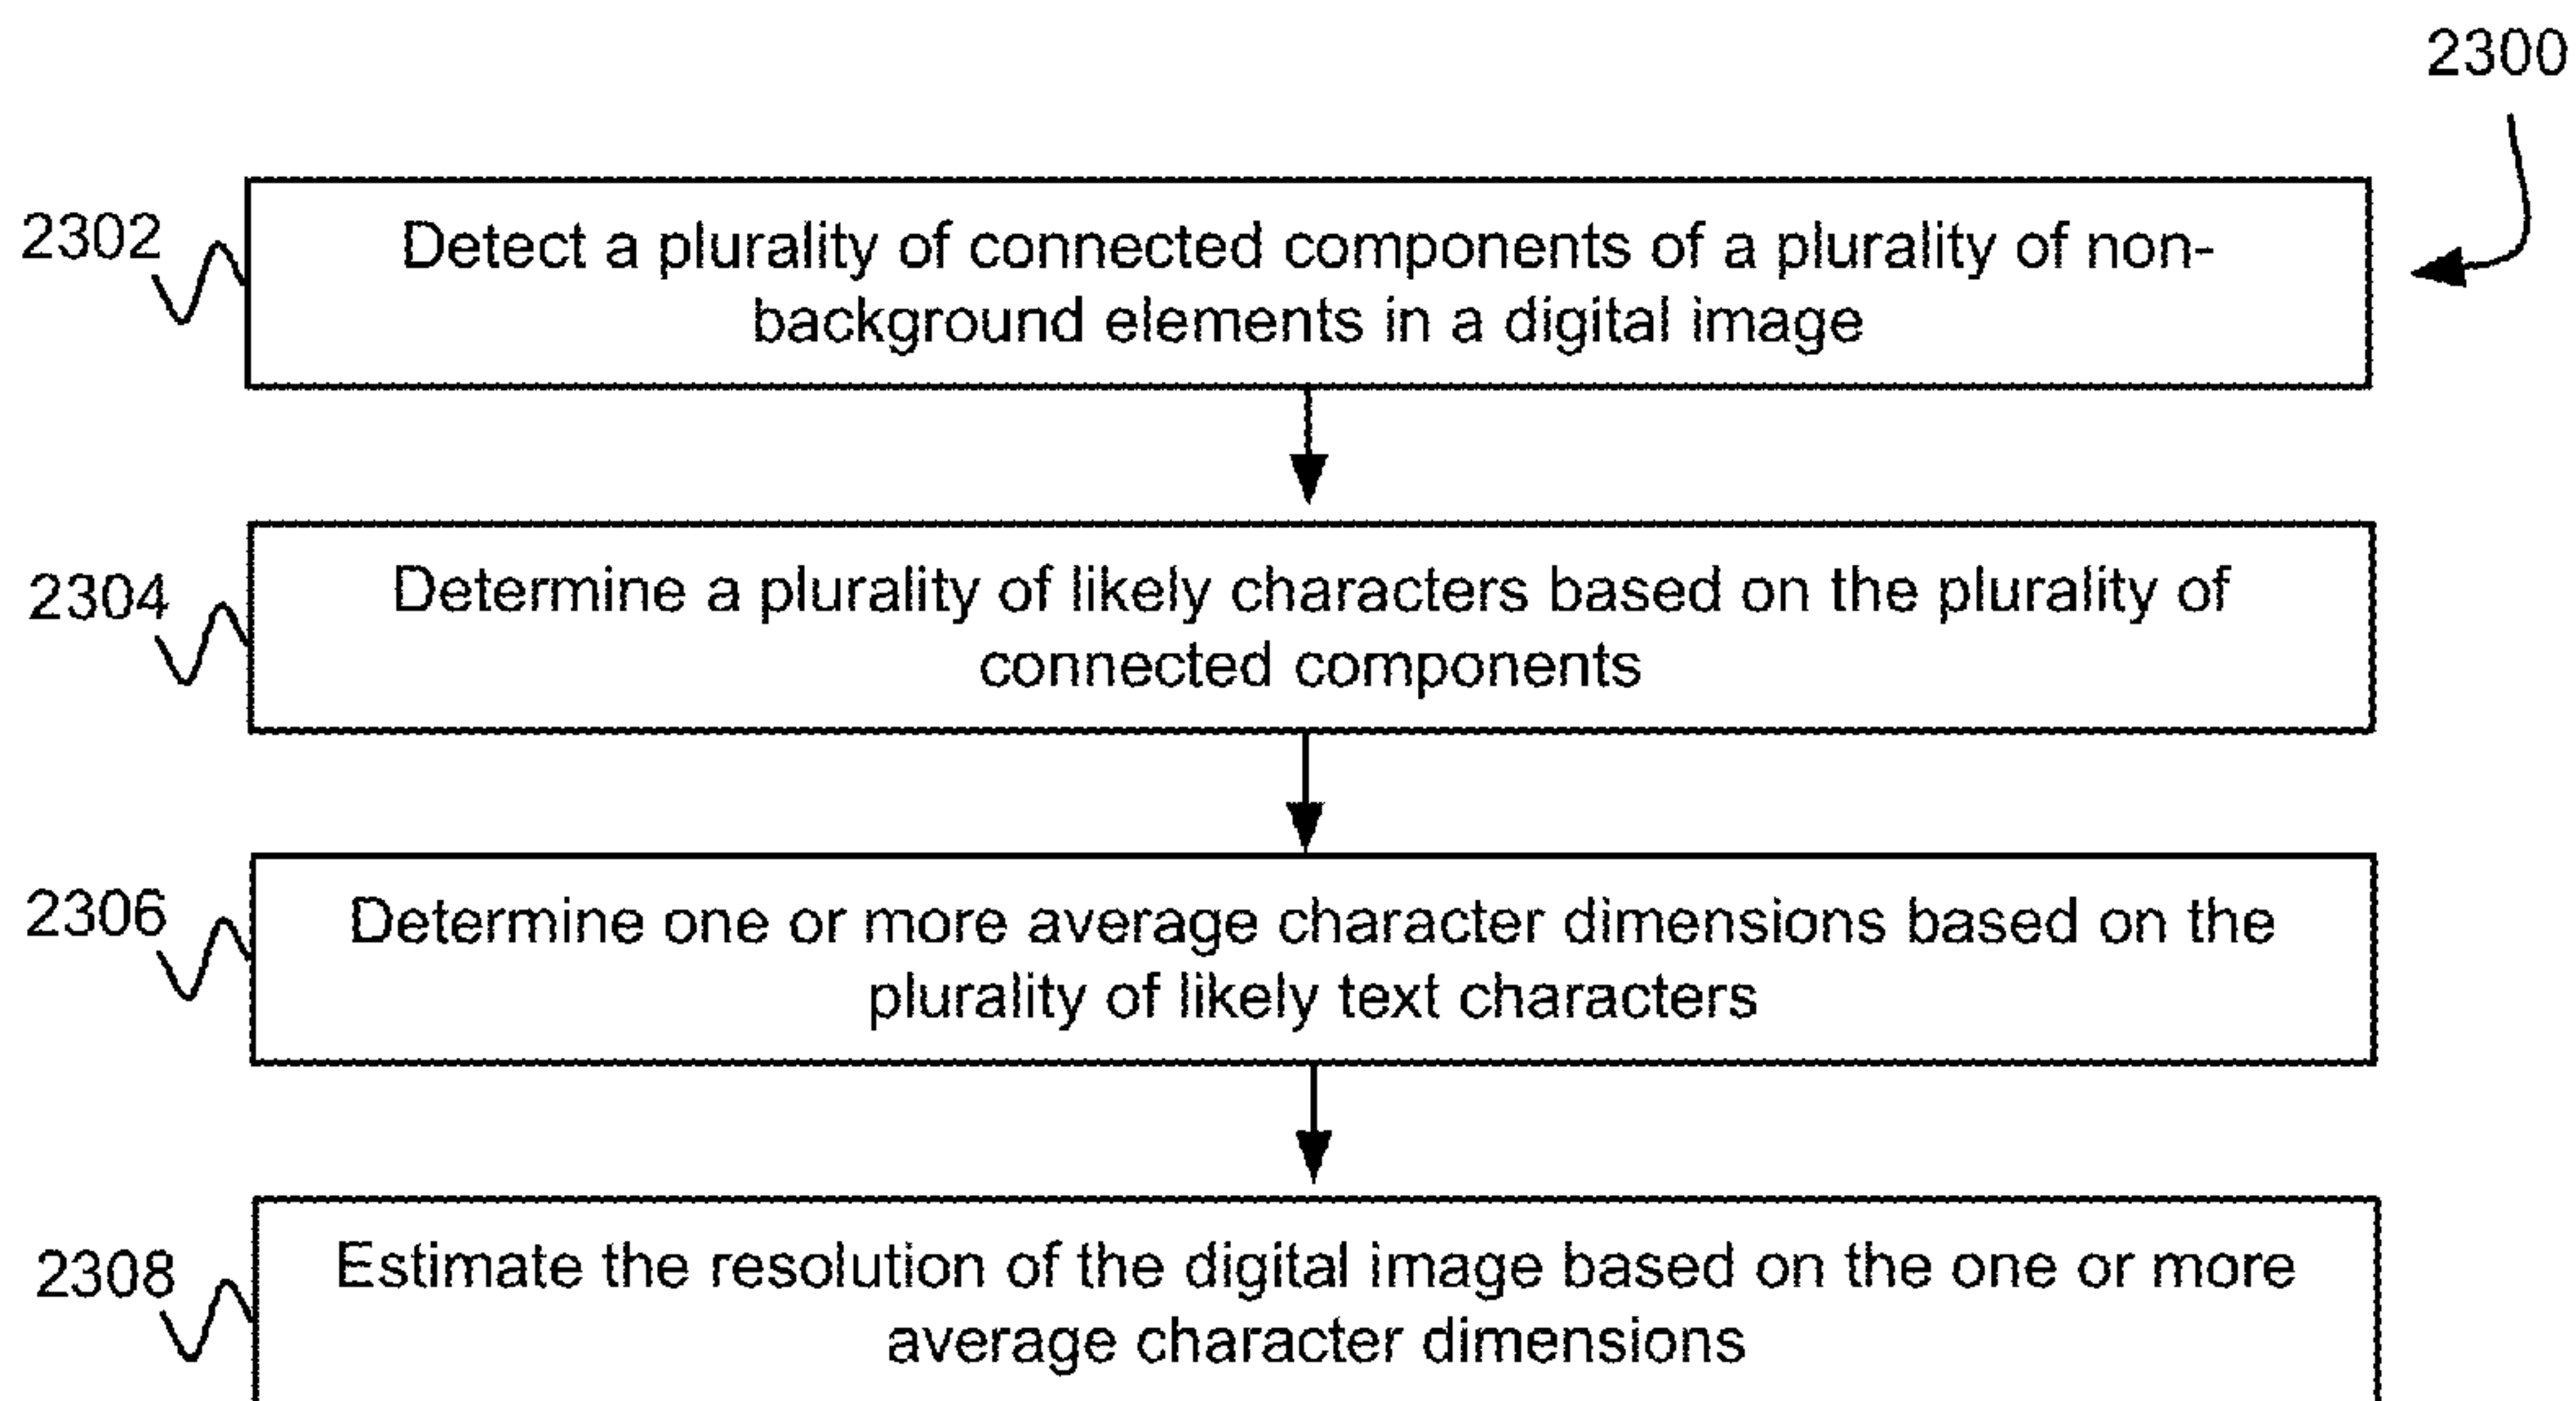 2300
2302
Detect a plurality of connected components of a plurality of non-
background elements in a digital image
2304
Determine a plurality of likely characters based on the plurality of
connected components
2306
Determine one or more average character dimensions based on the
plurality of likely text characters
2308
Estimate the resolution of the digital image based on the one or more
average character dimensions